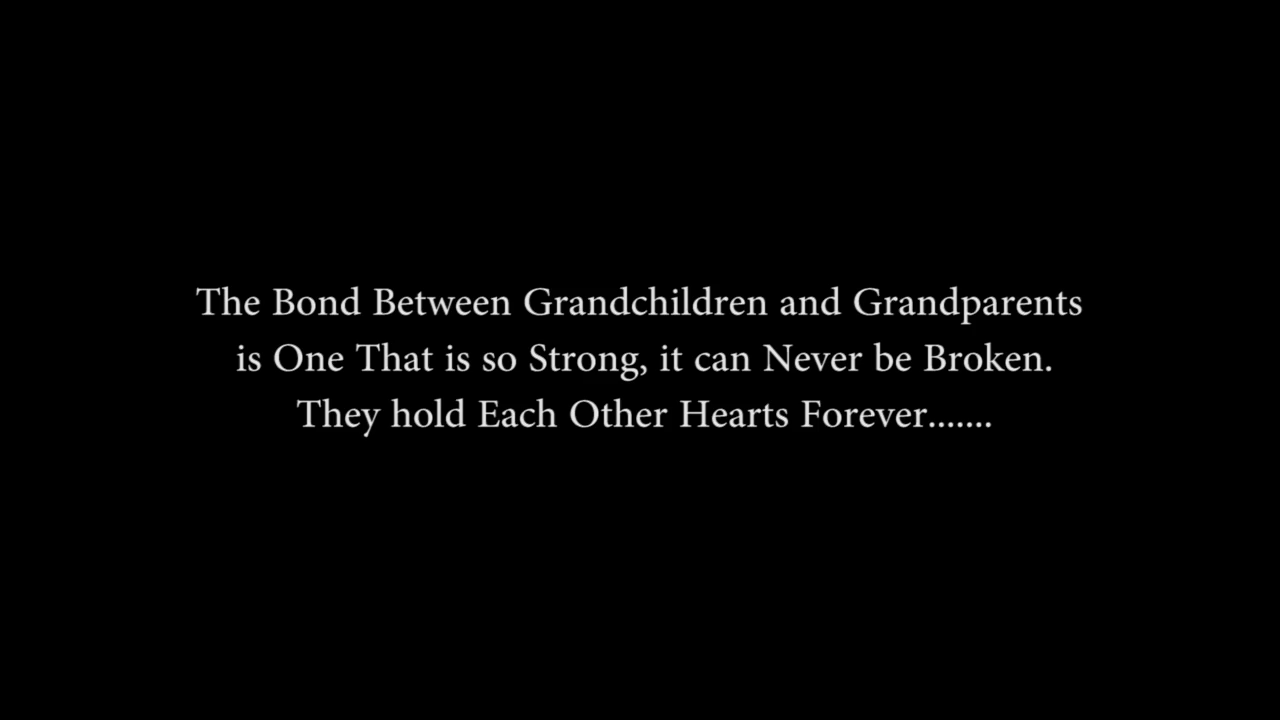 The Bond Between Grandchildren and Grandparents
is One That is so Strong, it can Never be Broken.
They hold Each Other Hearts Forever.......